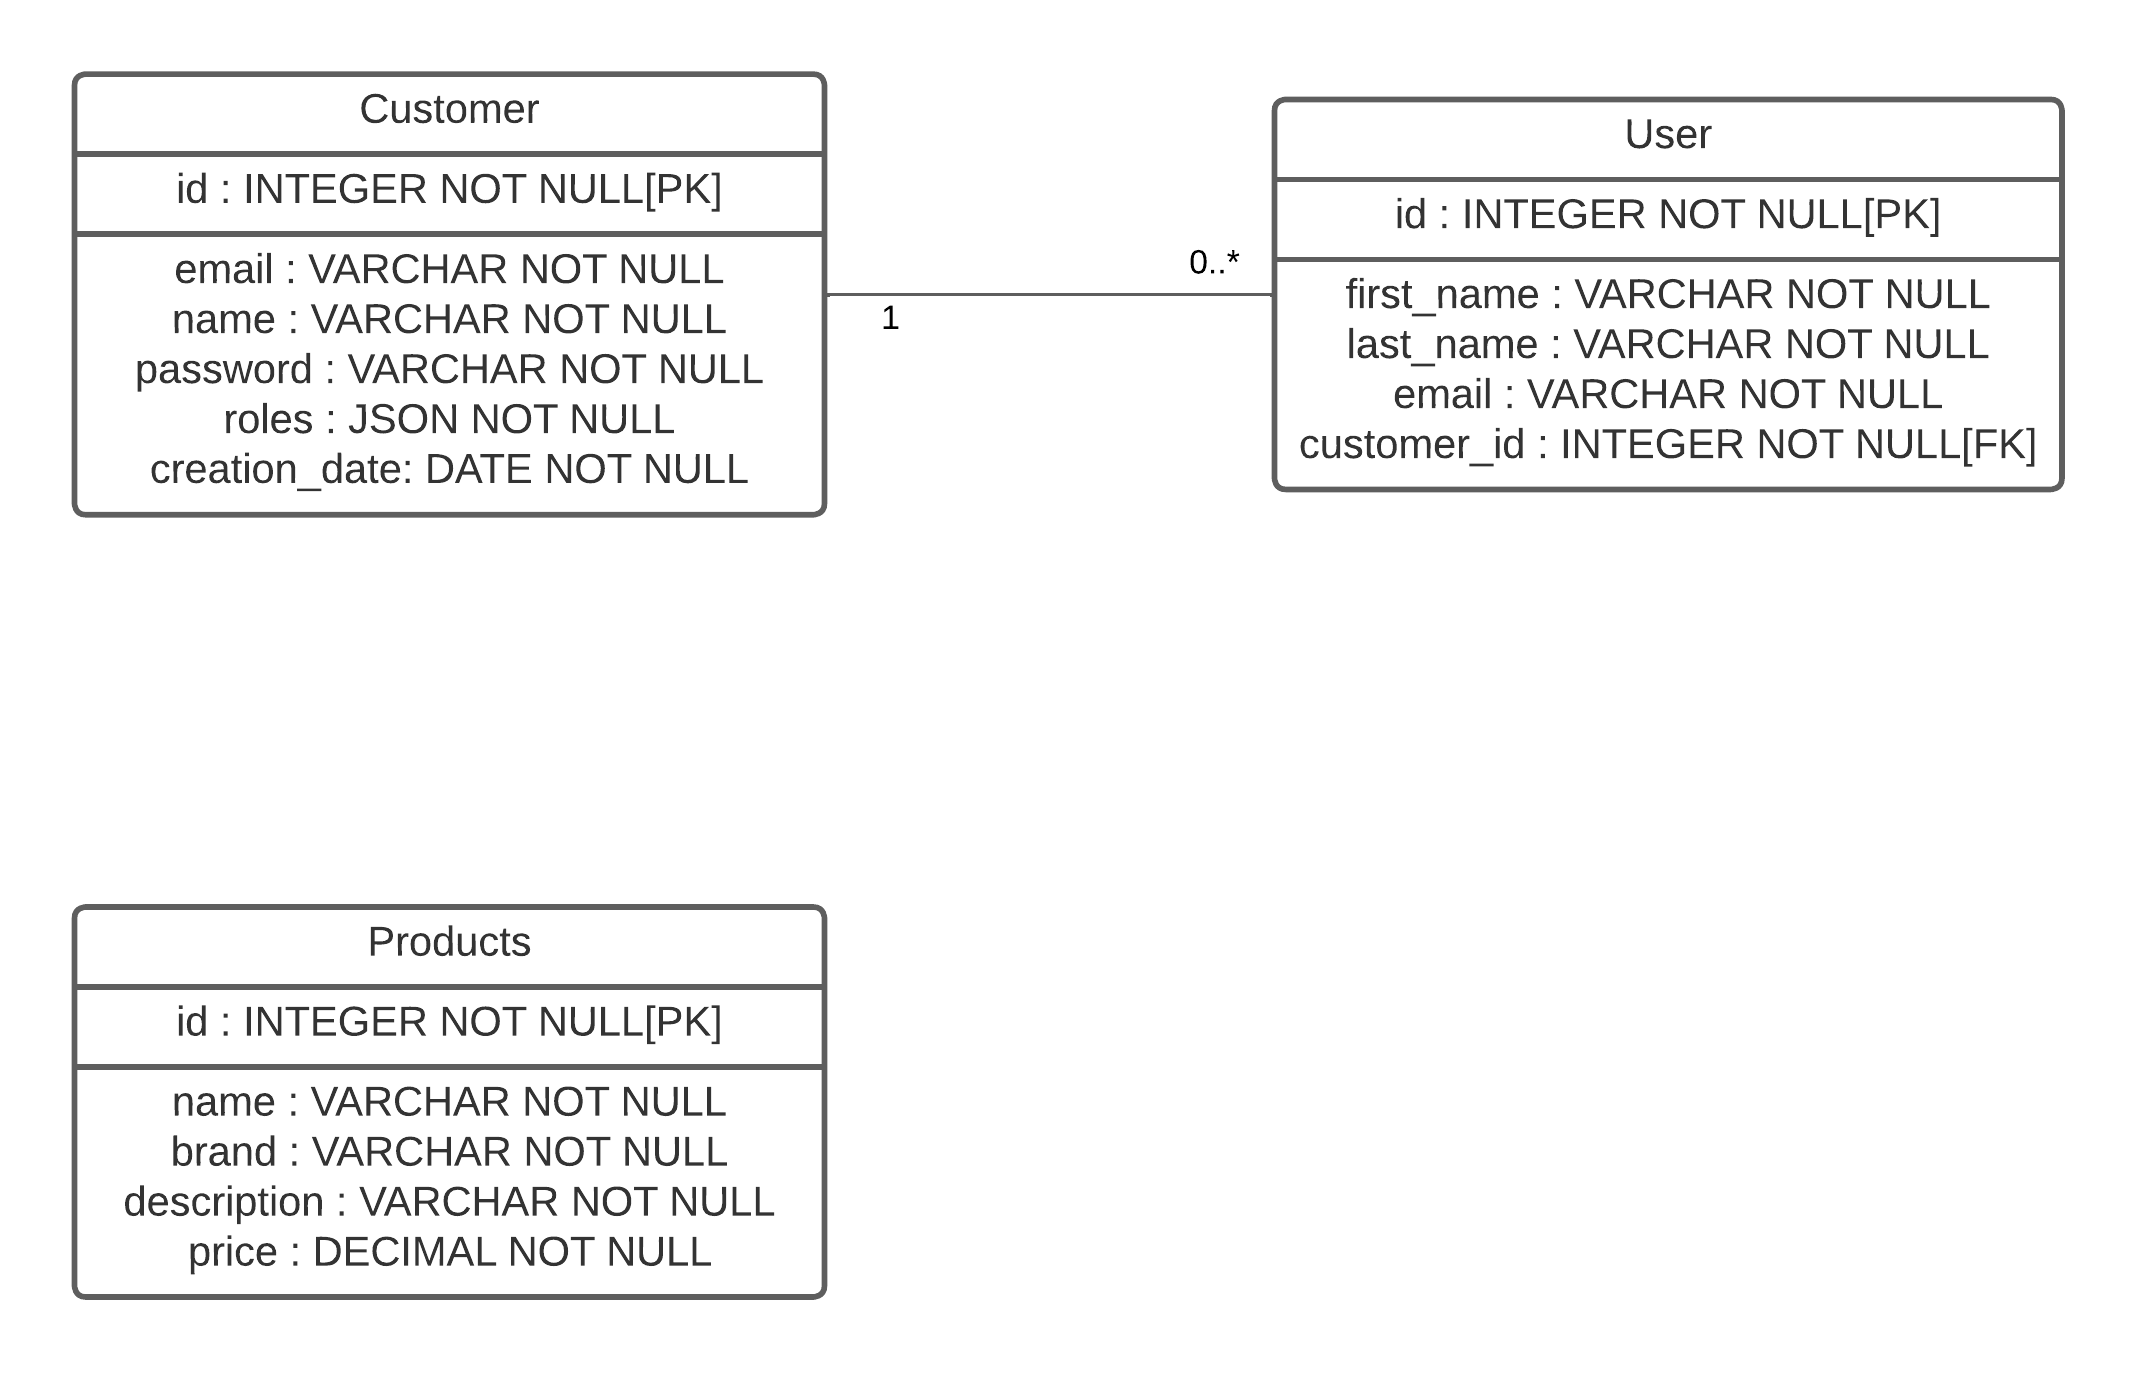 Customer
id : INTEGER NOT NULL[PK]
email : VARCHAR NOT NULL
name : VARCHAR NOT NULL
password : VARCHAR NOT NULL
roles : JSON NOT NULL
creation_date: DATE NOT NULL
1
0..*
User
id : INTEGER NOT NULL[PK]
first_name : VARCHAR NOT NULL
last_name : VARCHAR NOT NULL
email : VARCHAR NOT NULL
customer_id : INTEGER NOT NULL[FK]
Products
id : INTEGER NOT NULL[PK]
name : VARCHAR NOT NULL
brand : VARCHAR NOT NULL
description : VARCHAR NOT NULL
price : DECIMAL NOT NULL